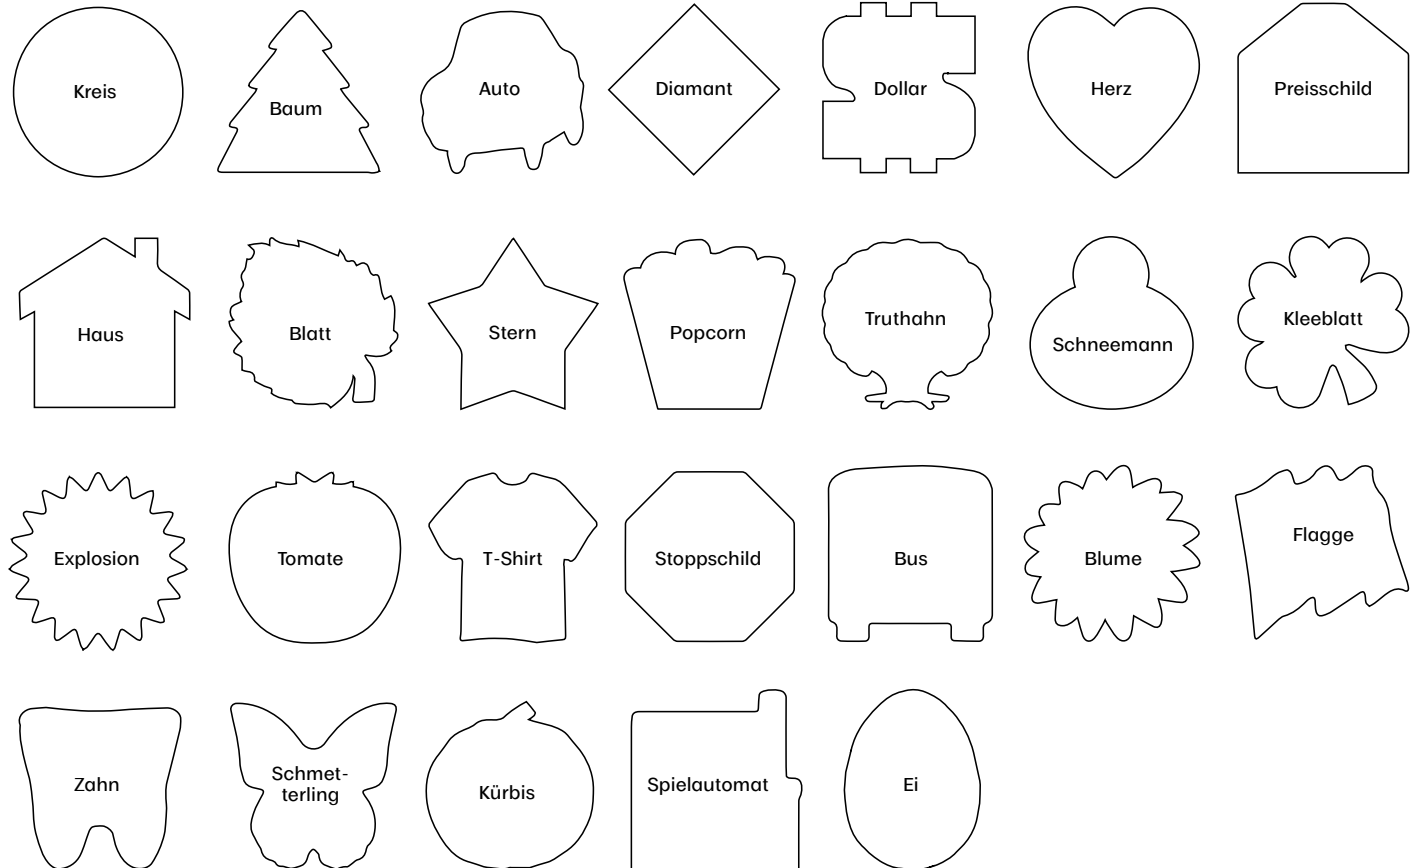 Kreis
Baum
Auto
Diamant
Dollar
Herz
Preisschild
Haus
Blatt
Stern
Popcorn
Truthahn
Schneemann
Kleeblatt
Explosion
Tomate
T-Shirt
Stoppschild
Bus
Blume
Flagge
Zahn
Schmet-
terling
Kürbis
Spielautomat
Ei